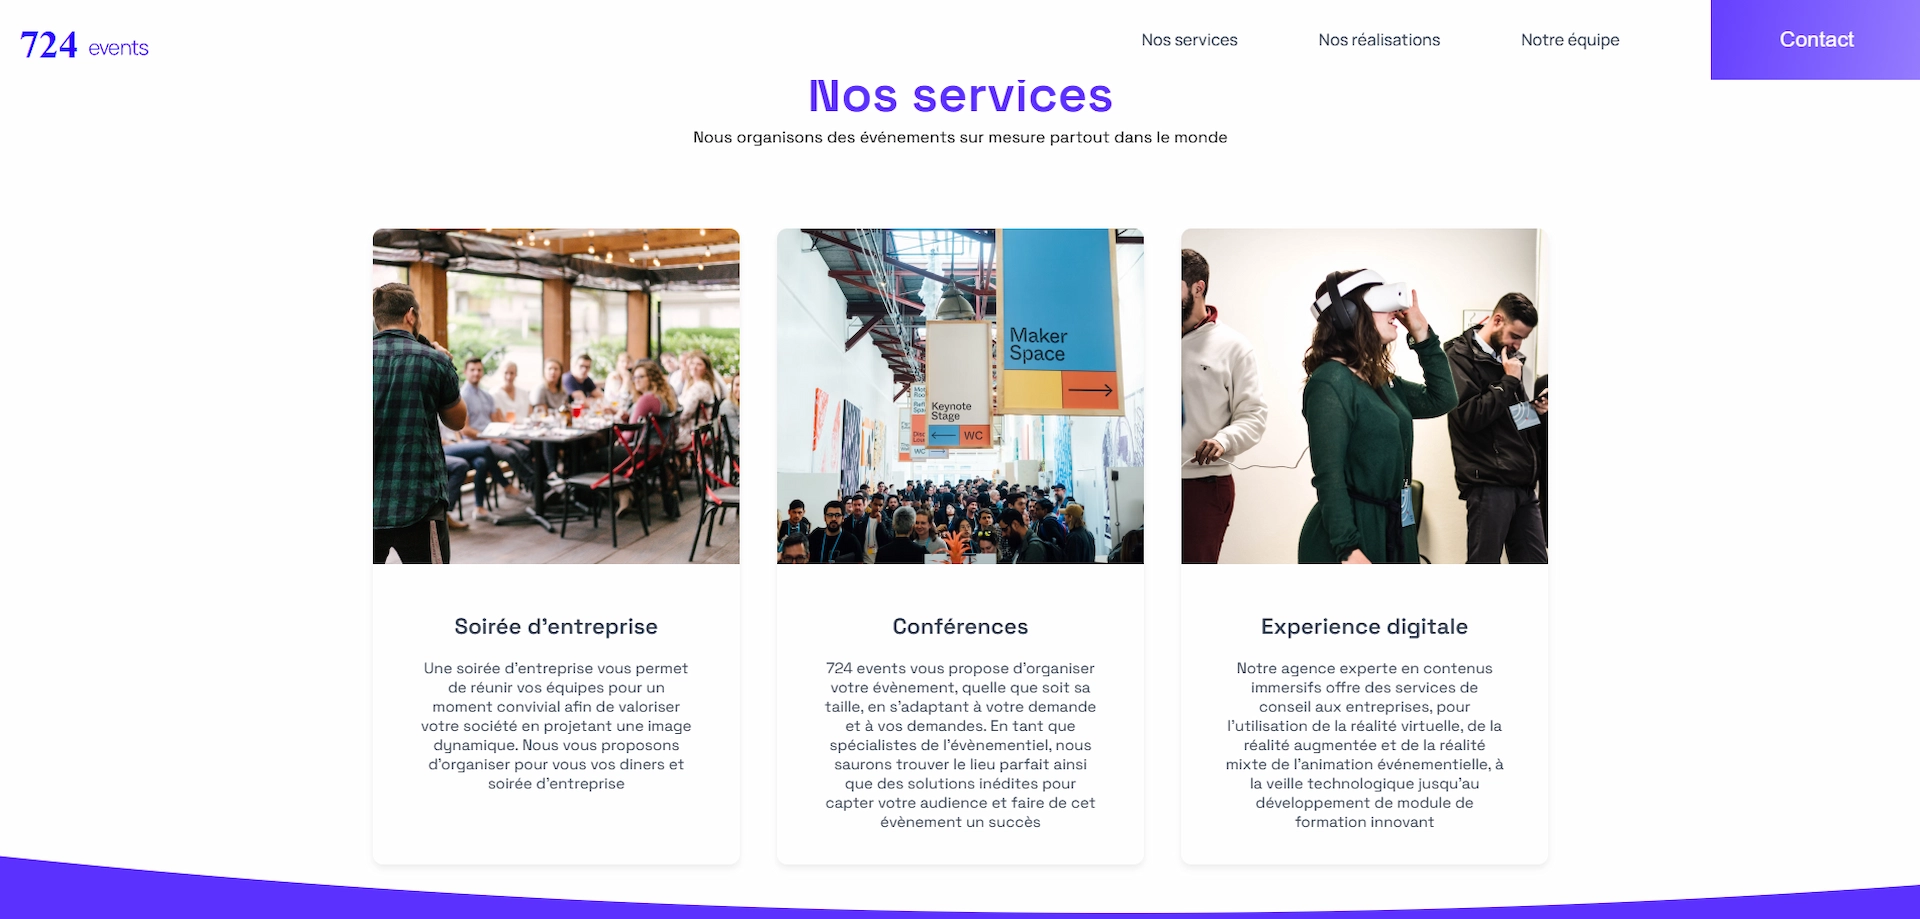 724 events
Nos services
Nos réalisations
Notre équipe
Contact
Nos services
Nous organisons des événements sur mesure partout dans le monde
Maker
Space
Keynote
Stage
WC
WC
Soirée d'entreprise
Une soirée d'entreprise vous permet
de réunir vos équipes pour un
moment convivial afin de valoriser
votre société en projetant une image
dynamique. Nous vous proposons
d'organiser pour vous vos diners et
soirée d'entreprise
Conférences
724 events vous propose d'organiser
votre évènement, quelle que soit sa
taille, en s'adaptant à votre demande
et à vos demandes. En tant que
spécialistes de l'évènementiel, nous
saurons trouver le lieu parfait ainsi
que des solutions inédites pour
capter votre audience et faire de cet
évènement un succès
Experience digitale
Notre agence experte en contenus
immersifs offre des services de
conseil aux entreprises, pour
l'utilisation de la réalité virtuelle, de la
réalité augmentée et de la réalité
mixte de l'animation événementielle, à
la veille technologique jusqu'au
développement de module de
formation innovant